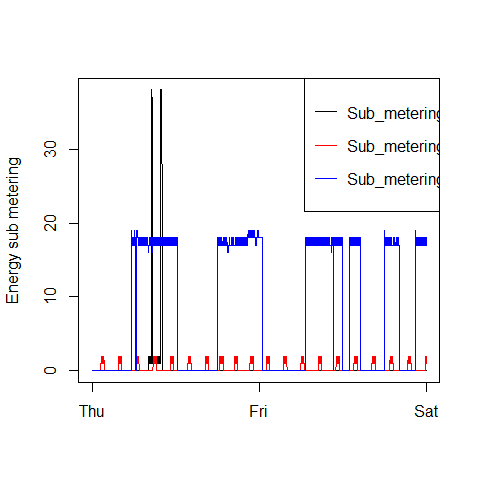 Energy sub metering
30
20
10
0
Thu
Fri
Sat
Sub_metering
Sub_metering
Sub_metering